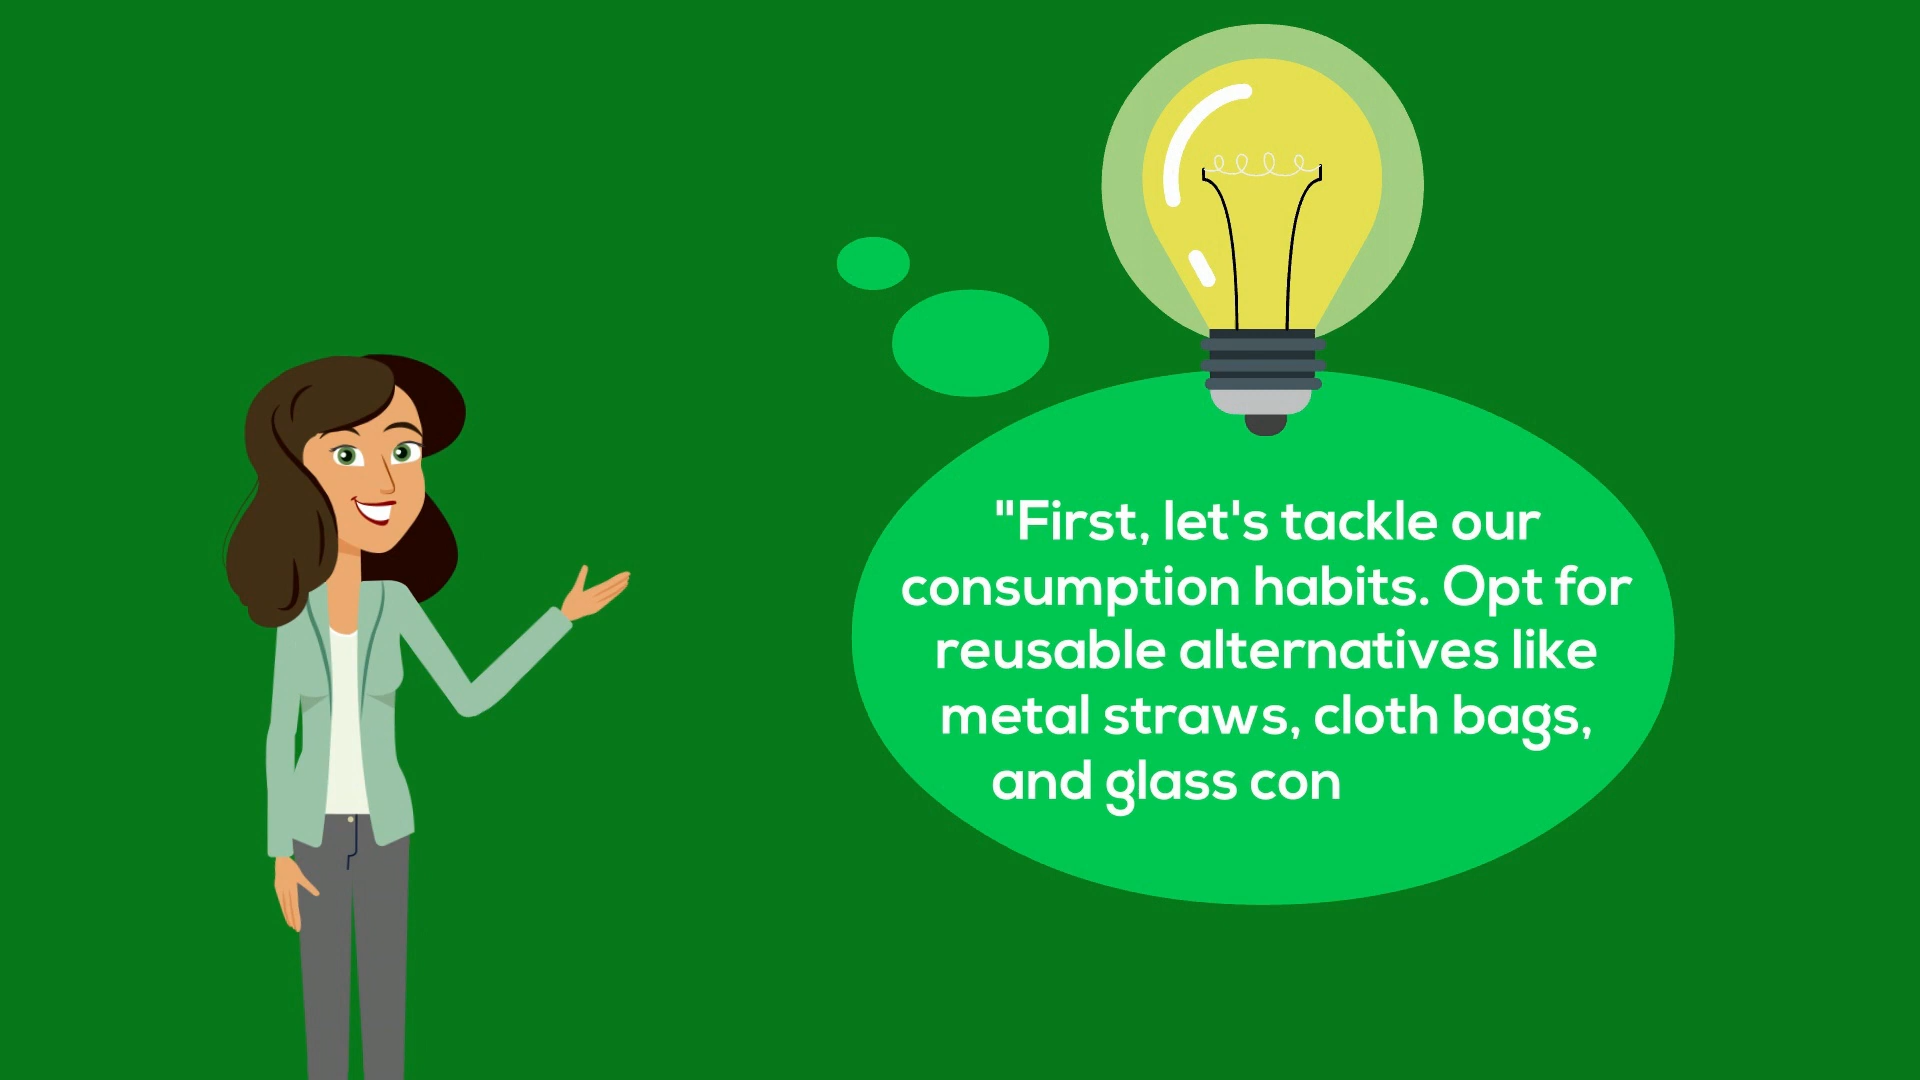 "First, let's tackle our
consumption habits. Opt for
reusable alternatives like
metal straws, cloth bags,
and glass con